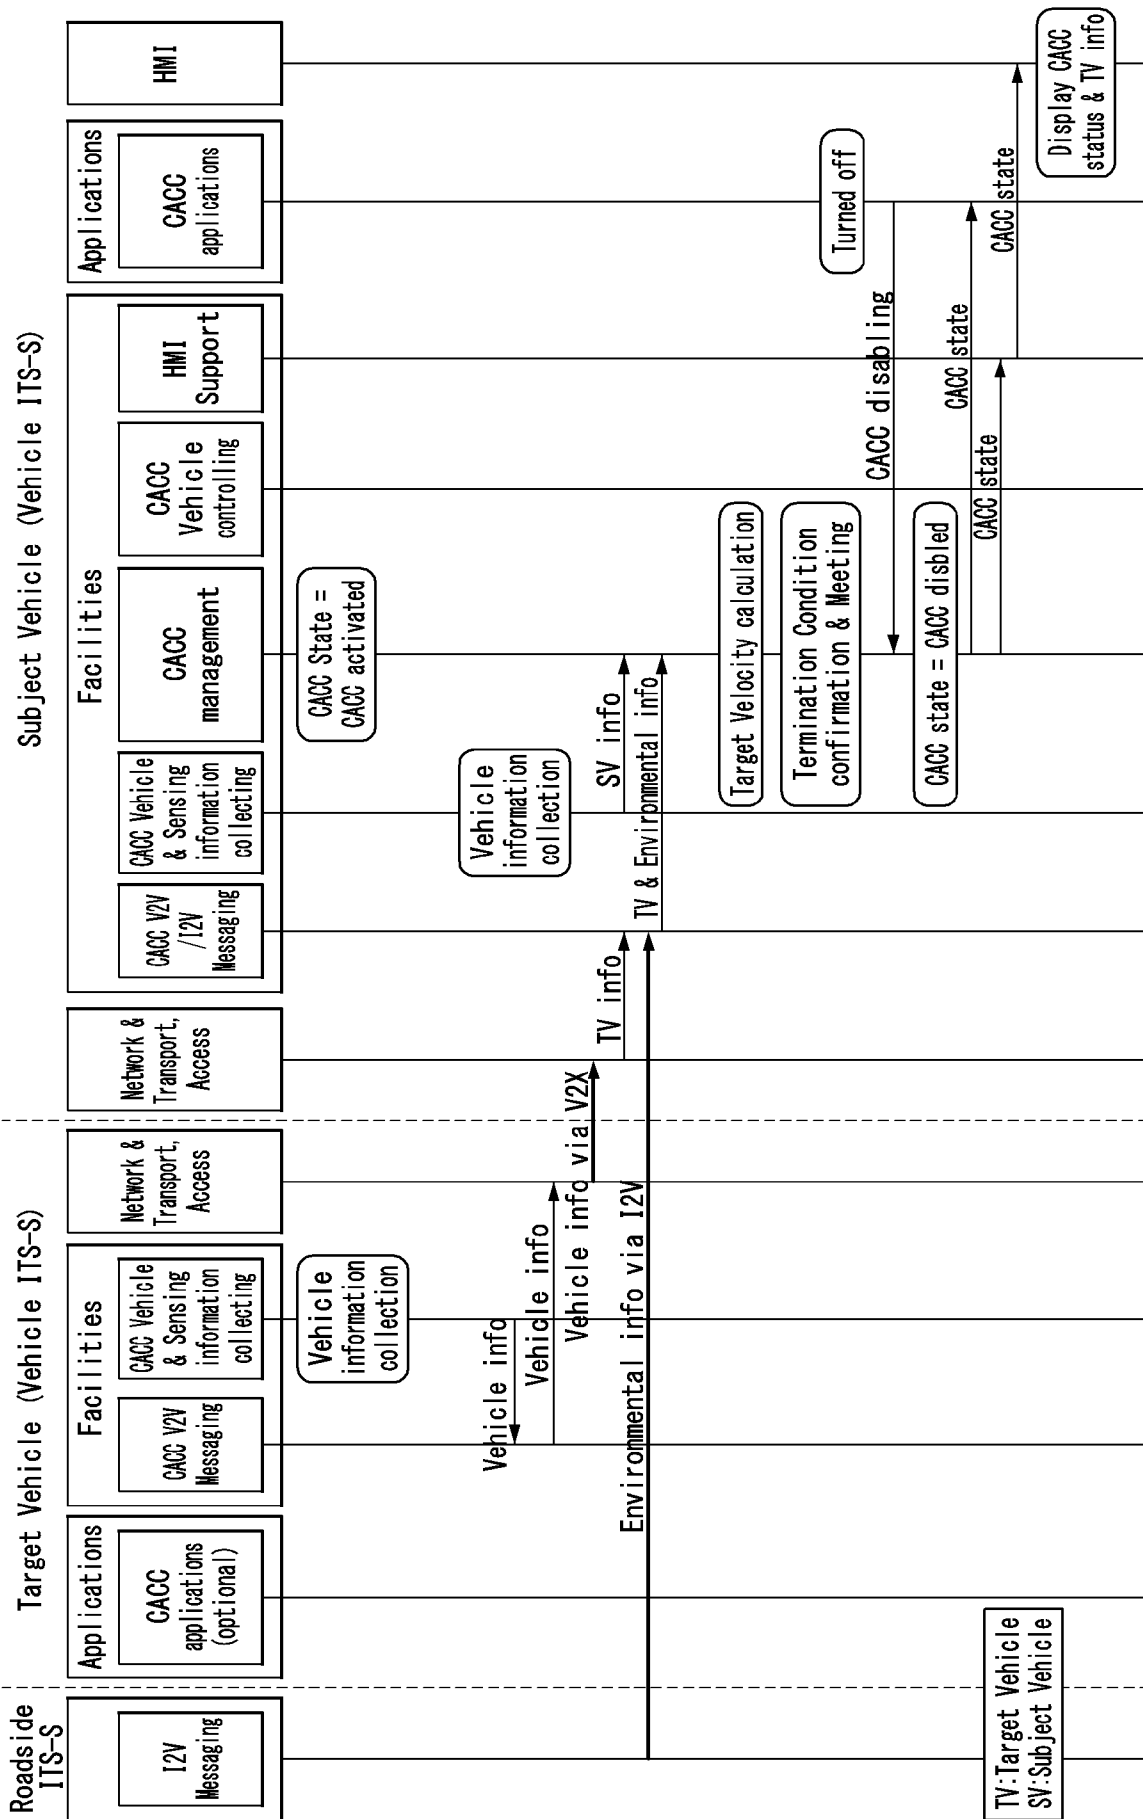 Roadside
ITS-S
Target Vehicle (Vehicle ITS-S)
Subject Vehicle (Vehicle ITS-S)
I2V
Messaging
Applications
CACC
applications
(optional)
Facilities
CACC V2V
Messaging
CACC Vehicle
& Sensing
information
collecting
Network &
Transport,
Access
Network &
Transport,
Access
Facilities
CACC V2V
/I2V
Messaging
CACC Vehicle
& Sensing
information
collecting
CACC
management
CACC
Vehicle
controlling
HMI
Support
Applications
CACC
applications
HMI
Vehicle
information
collection
CACC State =
CACC activated
Vehicle info
Vehicle
information
collection
Vehicle info
Vehicle info via V2X
TV info
SV info
Environmental info via I2V
TV & Environmental info
Target Velocity calculation
Termination Condition
confirmation & Meeting
Turned off
CACC disabling
CACC state = CACC disbled
CACC state
CACC state
CACC state
Display CACC
status & TV info
TV:Target Vehicle
SV:Subject Vehicle